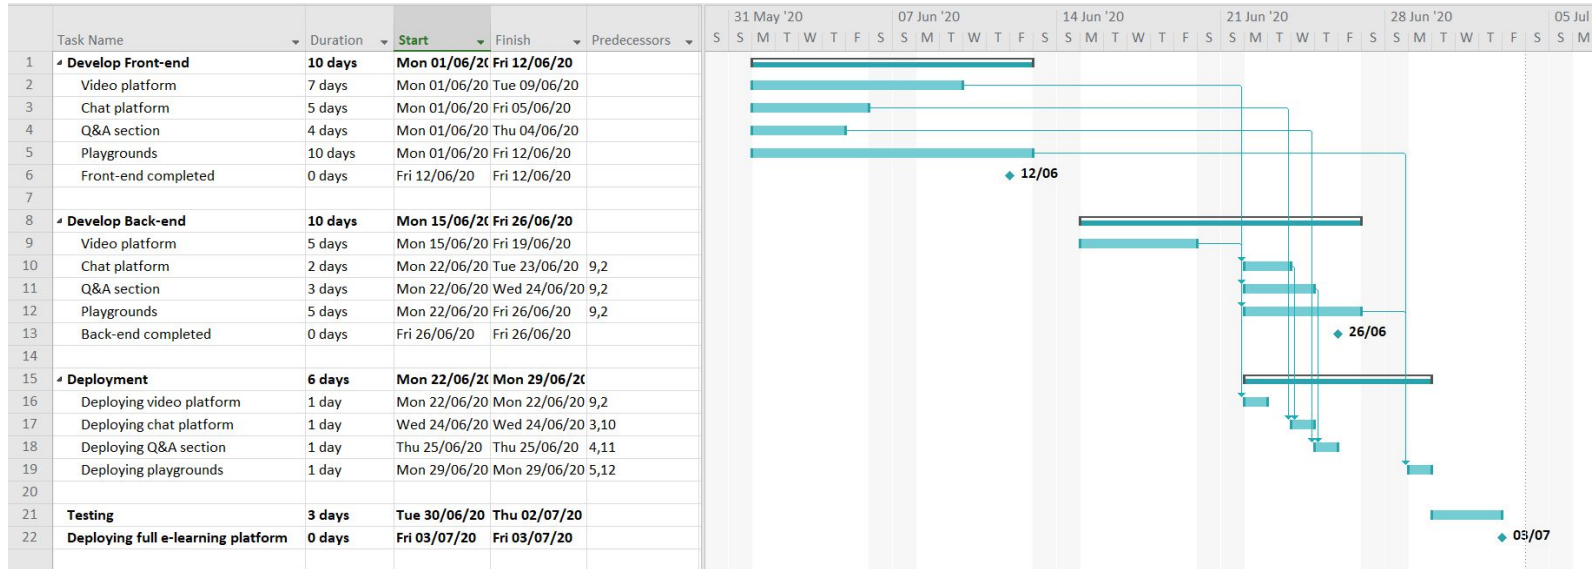 31 May '20 07 Jun '20 14 Jun '20 21 Jun '20 28 Jun '20 05 Jul
Task Name Duration Start Finish Predecessors S S M T W T F S S M T W T F S S M T W T F S S M T W T F S S M T W T F S S M
1 Develop Front-end 10 days Mon 01/06/20 Fri 12/06/20
2 Video platform 7 days Mon 01/06/20 Tue 09/06/20
3 Chat platform 5 days Mon 01/06/20 Fri 05/06/20
4 Q&A section 4 days Mon 01/06/20 Thu 04/06/20
5 Playgrounds 10 days Mon 01/06/20 Fri 12/06/20
6 Front-end completed 0 days Fri 12/06/20 Fri 12/06/20 12/06
7
8 Develop Back-end 10 days Mon 15/06/20 Fri 26/06/20
9 Video platform 5 days Mon 15/06/20 Fri 19/06/20
10 Chat platform 2 days Mon 22/06/20 Tue 23/06/20 9,2
11 Q&A section 3 days Mon 22/06/20 Wed 24/06/20 9,2
12 Playgrounds 5 days Mon 22/06/20 Fri 26/06/20 9,2
13 Back-end completed 0 days Fri 26/06/20 Fri 26/06/20 26/06
14
15 Deployment 6 days Mon 22/06/20 Mon 29/06/20
16 Deploying video platform 1 day Mon 22/06/20 Mon 22/06/20 9,2
17 Deploying chat platform 1 day Wed 24/06/20 Wed 24/06/20 3,10
18 Deploying Q&A section 1 day Thu 25/06/20 Thu 25/06/20 4,11
19 Deploying playgrounds 1 day Mon 29/06/20 Mon 29/06/20 5,12
20
21 Testing 3 days Tue 30/06/20 Thu 02/07/20
22 Deploying full e-learning platform 0 days Fri 03/07/20 Fri 03/07/20 03/07